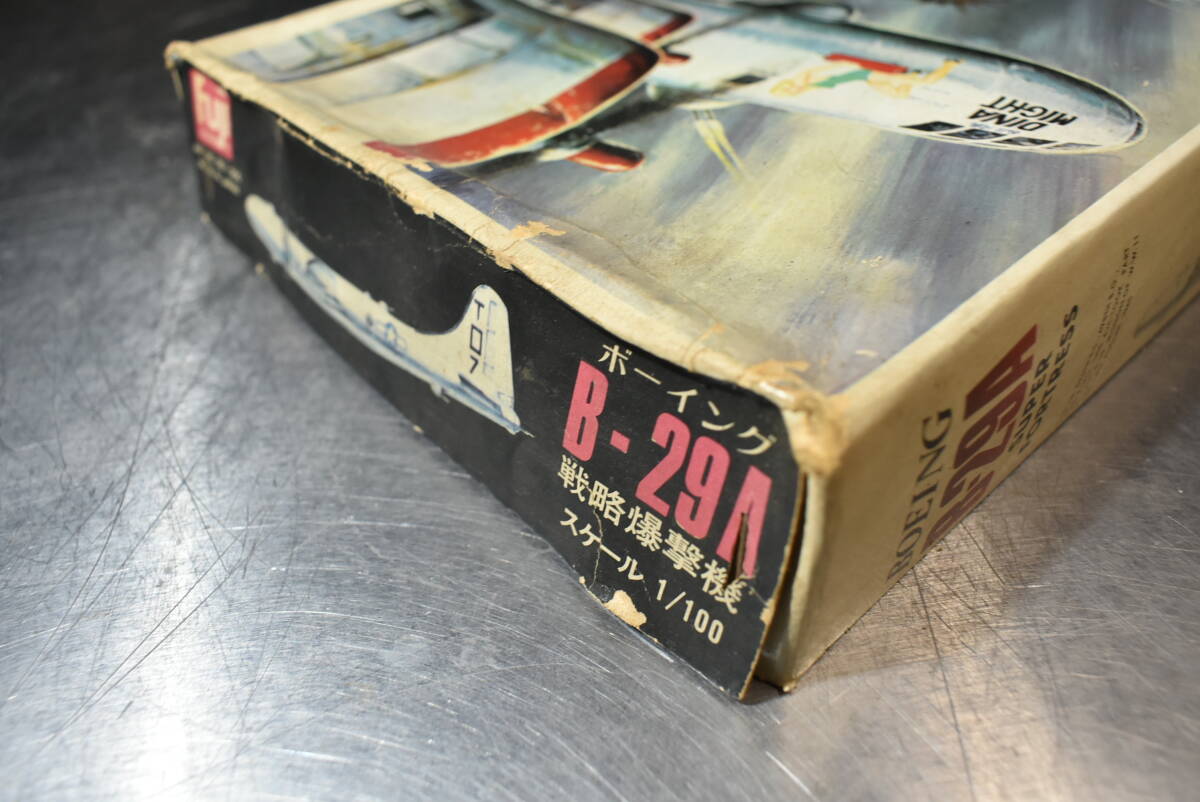 DINA
MIGHT
fuji
ボーイング
B-29A
戦略爆撃機
スケール 1/100
BOEING
B-29A
SUPER
FORTRESS